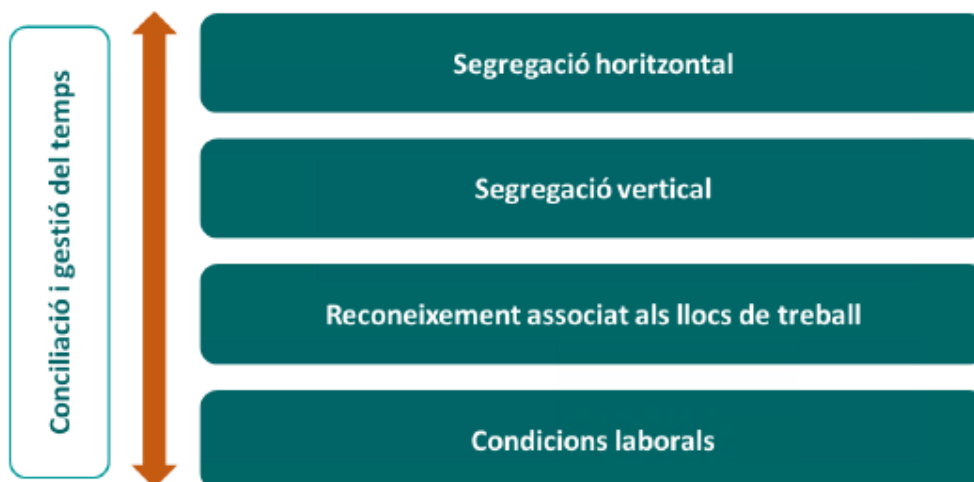 Conciliació i gestió del temps
Segregació horitzontal
Segregació vertical
Reconeixement associat als llocs de treball
Condicions laborals